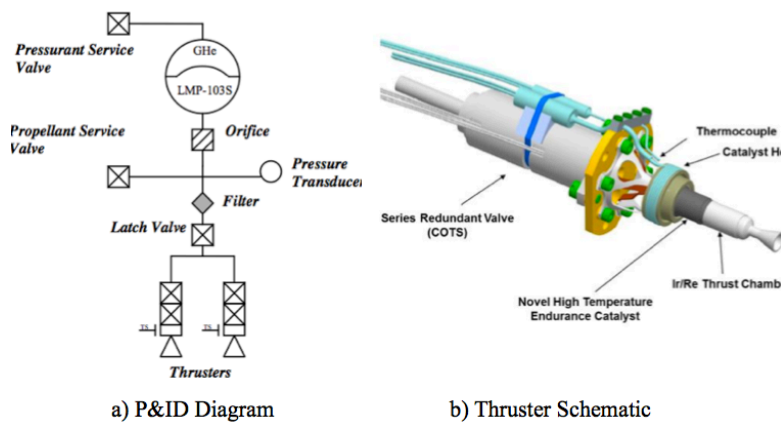 Pressurant Service
Valve
GHe
LMP-103S
Orifice
Propellant Service
Valve
Pressure
Transducer
Filter
Latch Valve
TS
TS
Thrusters
a) P&ID Diagram
Thermocouple
Catalyst He
Series Redundant Valve
(COTS)
Ir/Re Thrust Chamb
Novel High Temperature
Endurance Catalyst
b) Thruster Schematic